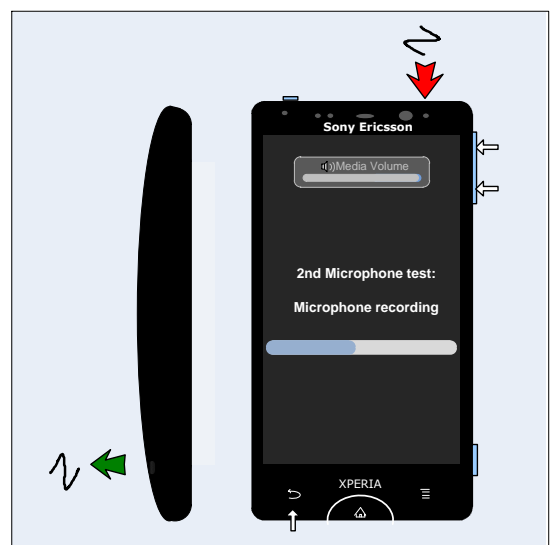 Sony Ericsson
Media Volume
2nd Microphone test:
Microphone recording
XPERIA